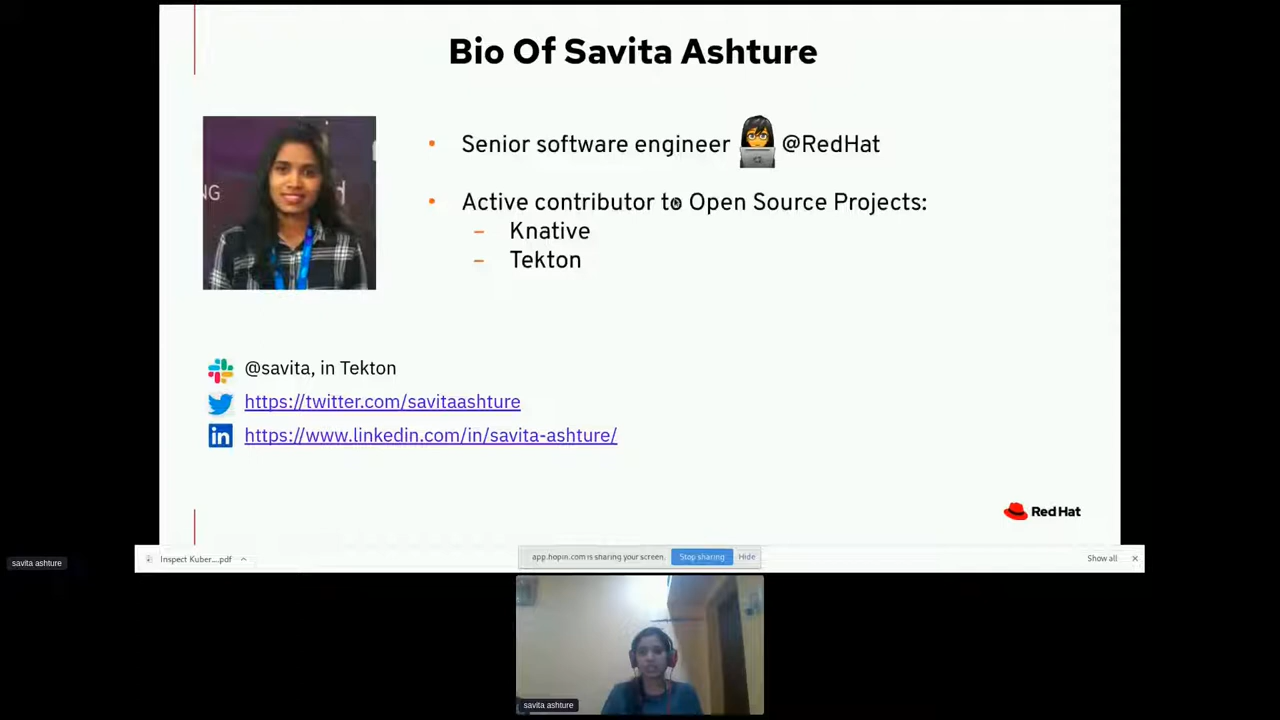 Bio Of Savita Ashture
NG
Senior software engineer @RedHat
Active contributor to Open Source Projects:
– Knative
– Tekton
@savita, in Tekton
https://twitter.com/savitaashture
in https://www.linkedin.com/in/savita-ashture/
Red Hat
savita ashture
Inspect Kuber....pdf
app.hopin.com is sharing your screen.
Stop sharing
Hide
Show all
savita ashture